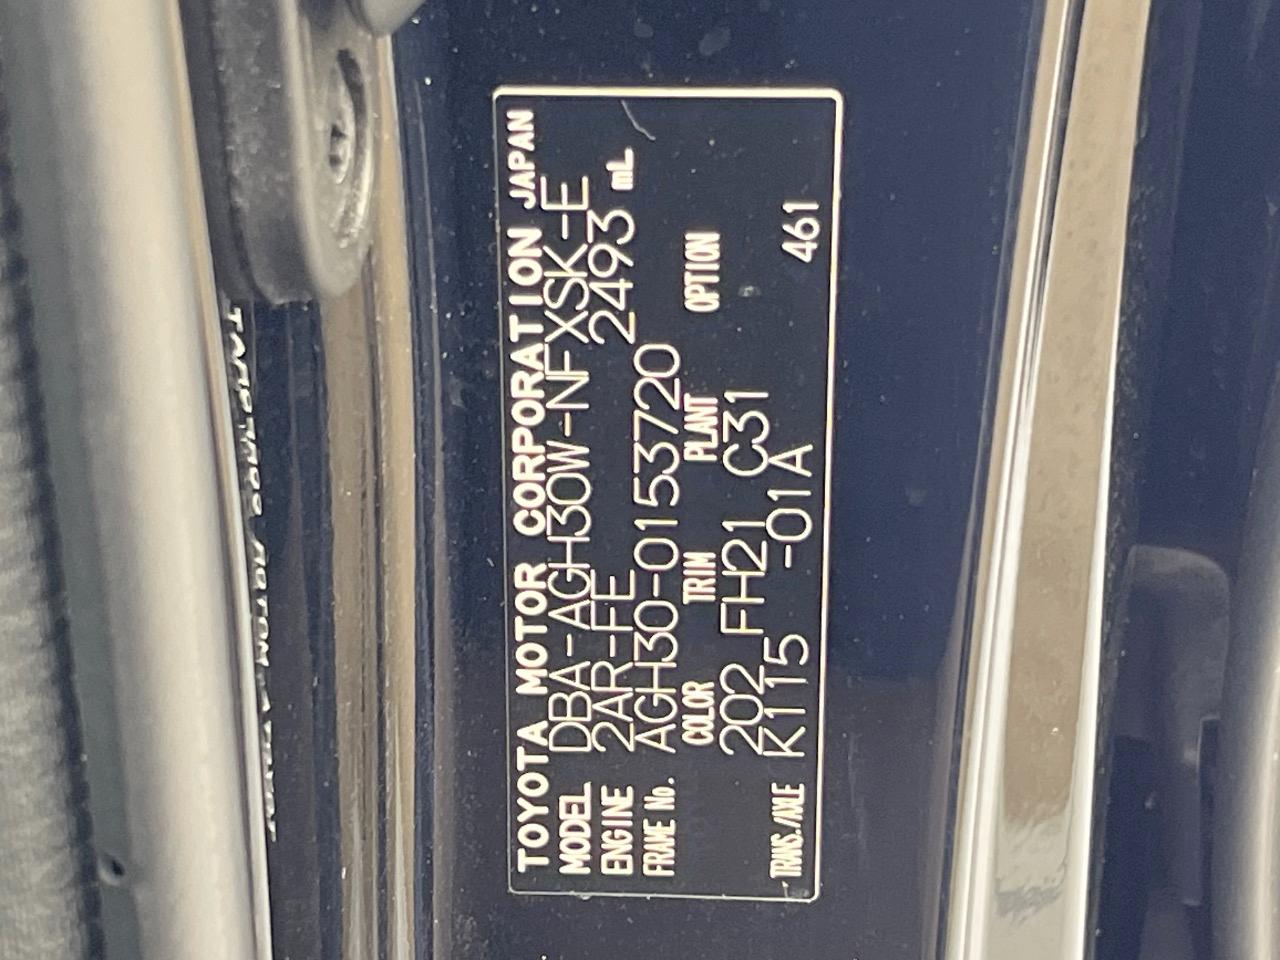 TOYOTA MOTOR CORPORATION JAPAN
MODEL DBA-AGH30W-NFXSK-E
ENGINE 2AR-FE 2493 mL
FRAME No. AGH30-0153720
COLOR TRIM PLANT OPTION
202 FH21 C31
TRANS./AXLE K115 -01A 461